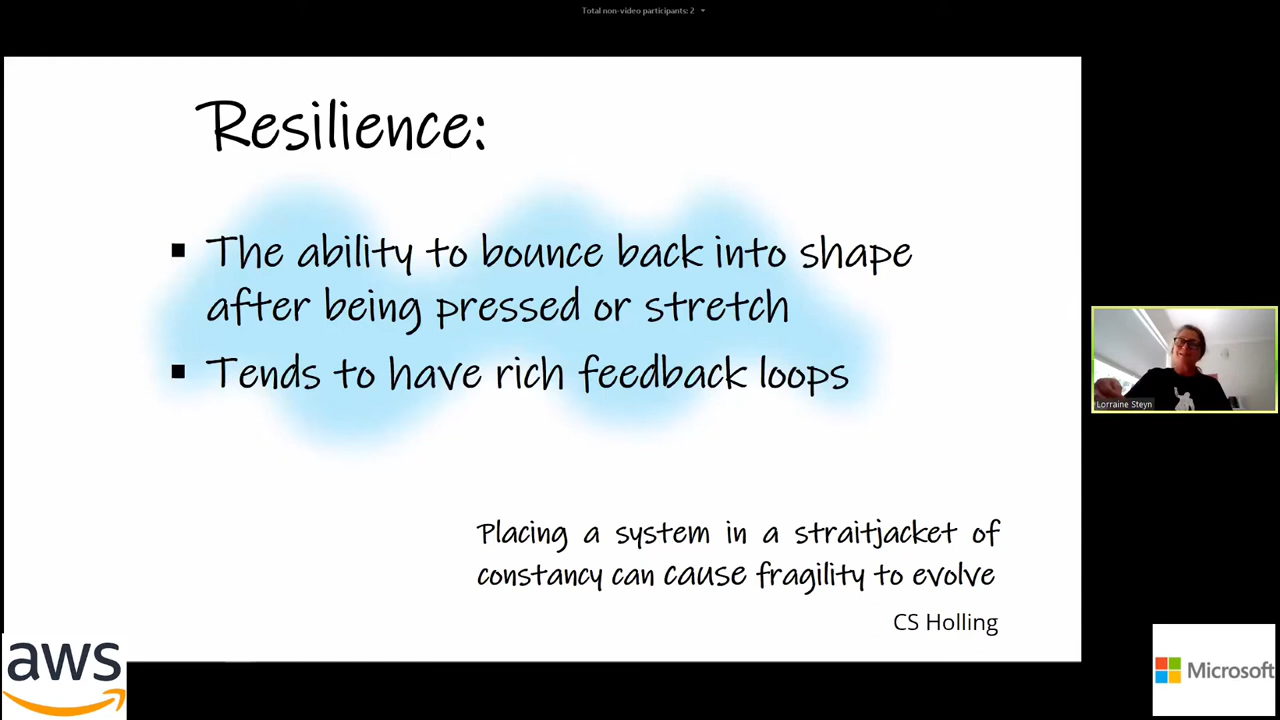 Total non-video participants: 2
Resilience:
▪ The ability to bounce back into shape
after being pressed or stretch
▪ Tends to have rich feedback loops
Lorraine Steyn
Placing a system in a straitjacket of
constancy can cause fragility to evolve
CS Holling
aws
Microsoft